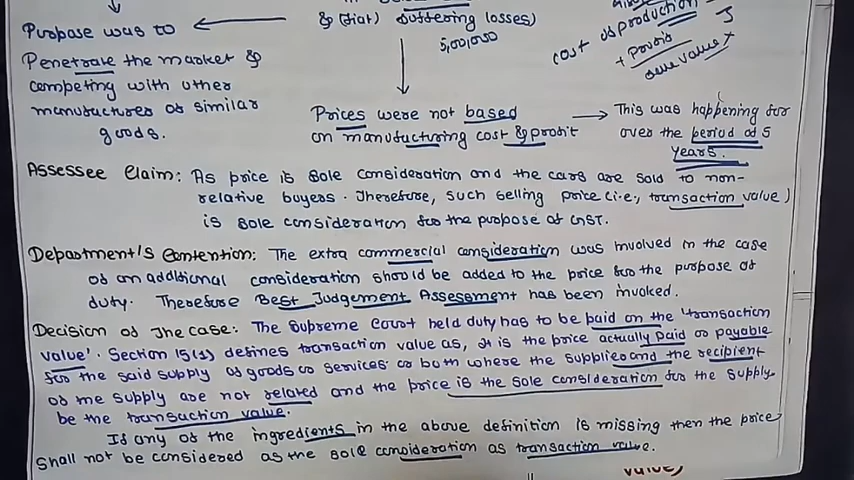 & (fiat) suffering losses)
5,00,000
cost of production
+ profit
Purpose was to
Penetrate the market &
competing with other
manufactures of similar
goods.
Prices were not based
on manufacturing cost & profit
This was happening for
over the period of 5
years.
Assessee Claim: As price is sole consideration and the cars are sold to non-
relative buyers. Therefore, such selling price (i.e., transaction value)
is sole consideration for the purpose of GST.
Department's Contention: The extra commercial consideration was involved in the case
of an additional consideration should be added to the price for the purpose of
duty. Therefore Best Judgement Assessment has been invoked.
Decision of The case: The Supreme Court held duty has to be paid on the 'transaction
value'. Section 15(1) defines transaction value as, It is the price actually paid or payable
for the said supply of goods or services or both where the supplier and the recipient
of the supply are not related and the price is the sole consideration for the supply.
be the transaction value.
If any of the ingredients in the above definition is missing then the price
shall not be considered as the sole consideration as transaction value.
value)